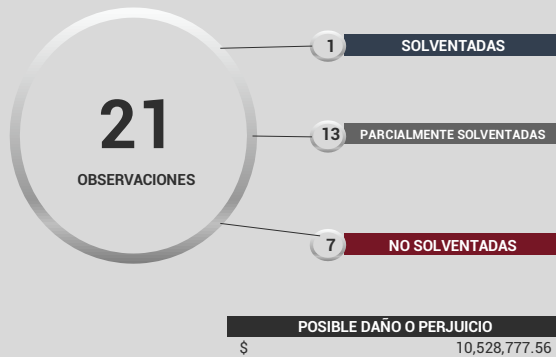 21
OBSERVACIONES
1 SOLVENTADAS
13 PARCIALMENTE SOLVENTADAS
7 NO SOLVENTADAS
POSIBLE DAÑO O PERJUICIO
$ 10,528,777.56